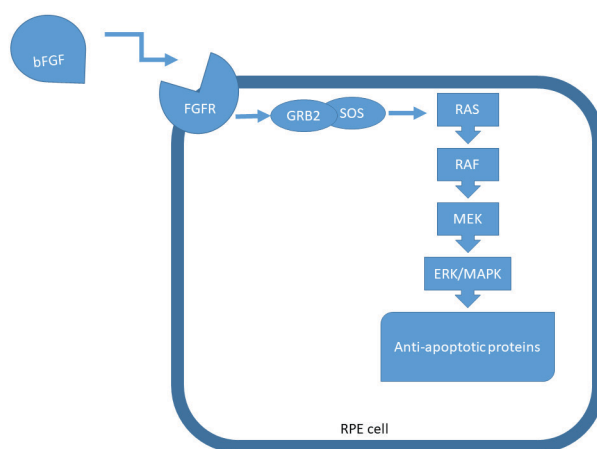 bFGF
FGFR
GRB2
SOS
RAS
RAF
MEK
ERK/MAPK
Anti-apoptotic proteins
RPE cell